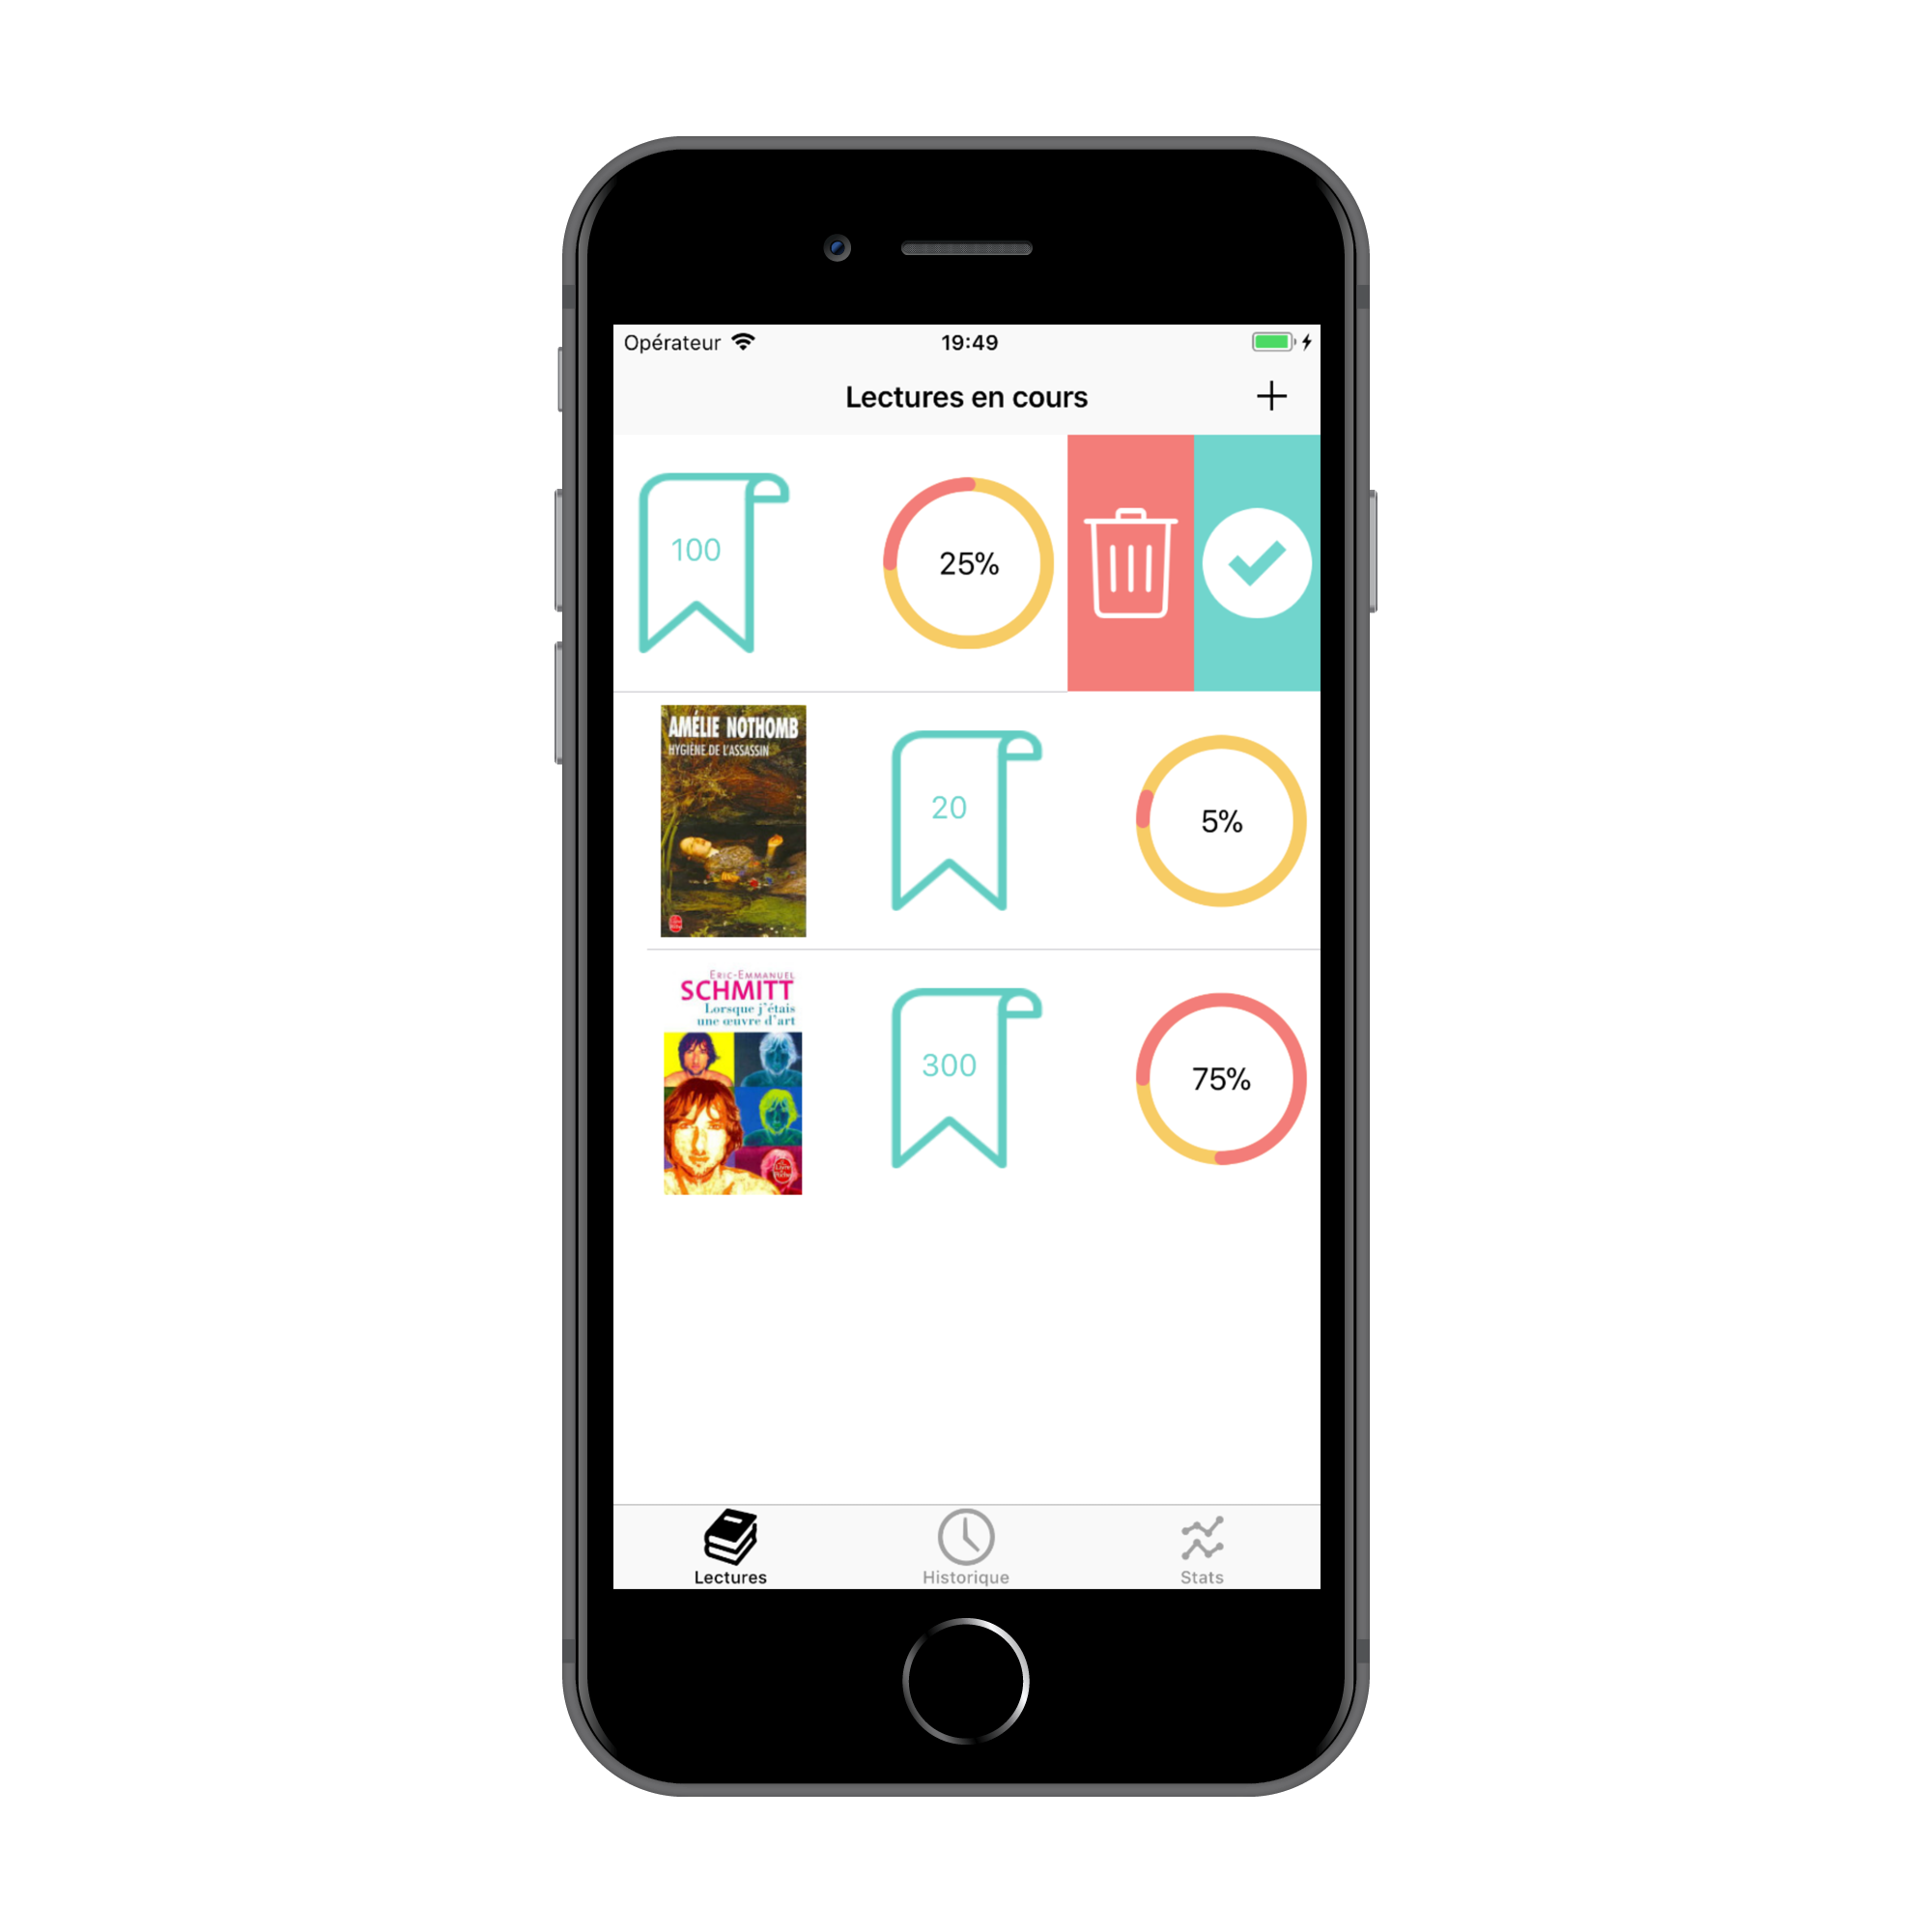 Opérateur 19:49
Lectures en cours
100
25%
AMÉLIE NOTHOMB
HYGIÈNE DE L'ASSASSIN
20
5%
ERIC-EMMANUEL
SCHMITT
Lorsque j'étais
une œuvre d'art
300
75%
Lectures
Historique
Stats